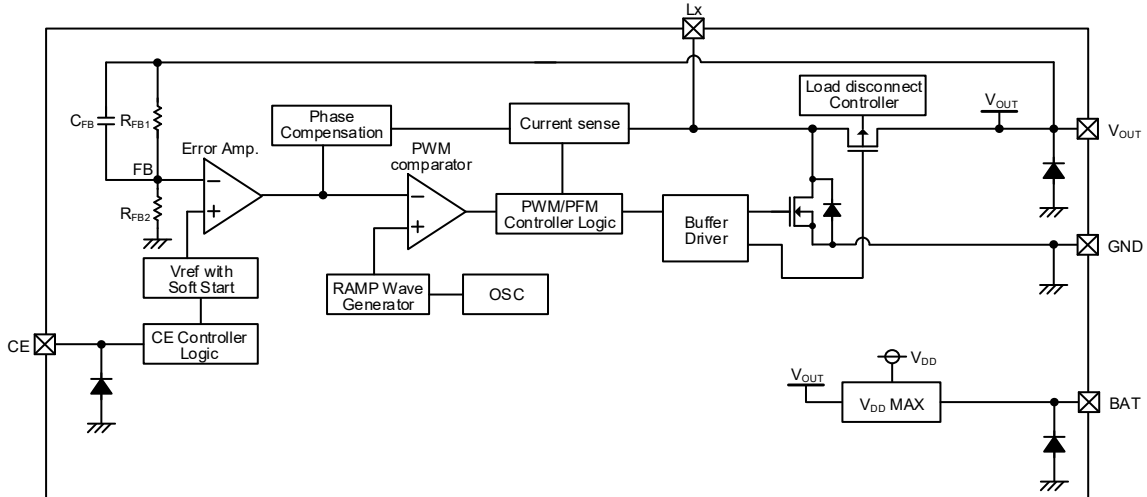 Lx
Load disconnect
Controller
VOUT
VOUT
CFB
RFB1
Phase
Compensation
Current sense
Error Amp.
PWM
comparator
FB
−
+
−
+
RFB2
PWM/PFM
Controller Logic
Buffer
Driver
GND
Vref with
Soft Start
RAMP Wave
Generator
OSC
CE
CE Controller
Logic
VDD
VOUT
VDD MAX
BAT